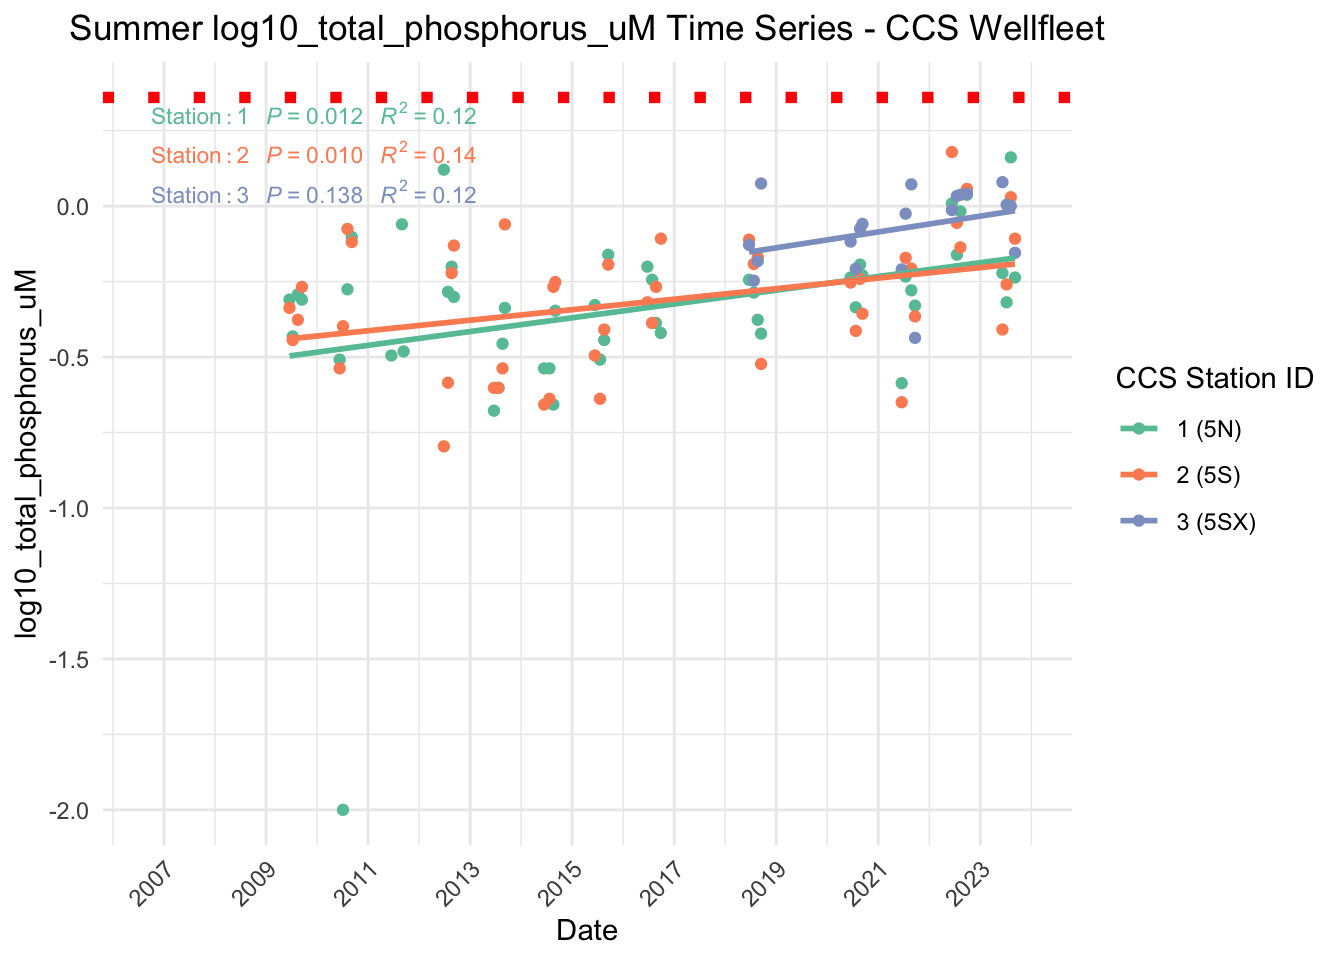 Summer log10_total_phosphorus_uM Time Series - CCS Wellfleet
Station: 1 P = 0.012 R² = 0.12
Station: 2 P = 0.010 R² = 0.14
Station: 3 P = 0.138 R² = 0.12
0.0
-0.5
-1.0
-1.5
-2.0
log10_total_phosphorus_uM
2007
2009
2011
2013
2015
2017
2019
2021
2023
Date
CCS Station ID
1 (5N)
2 (5S)
3 (5SX)